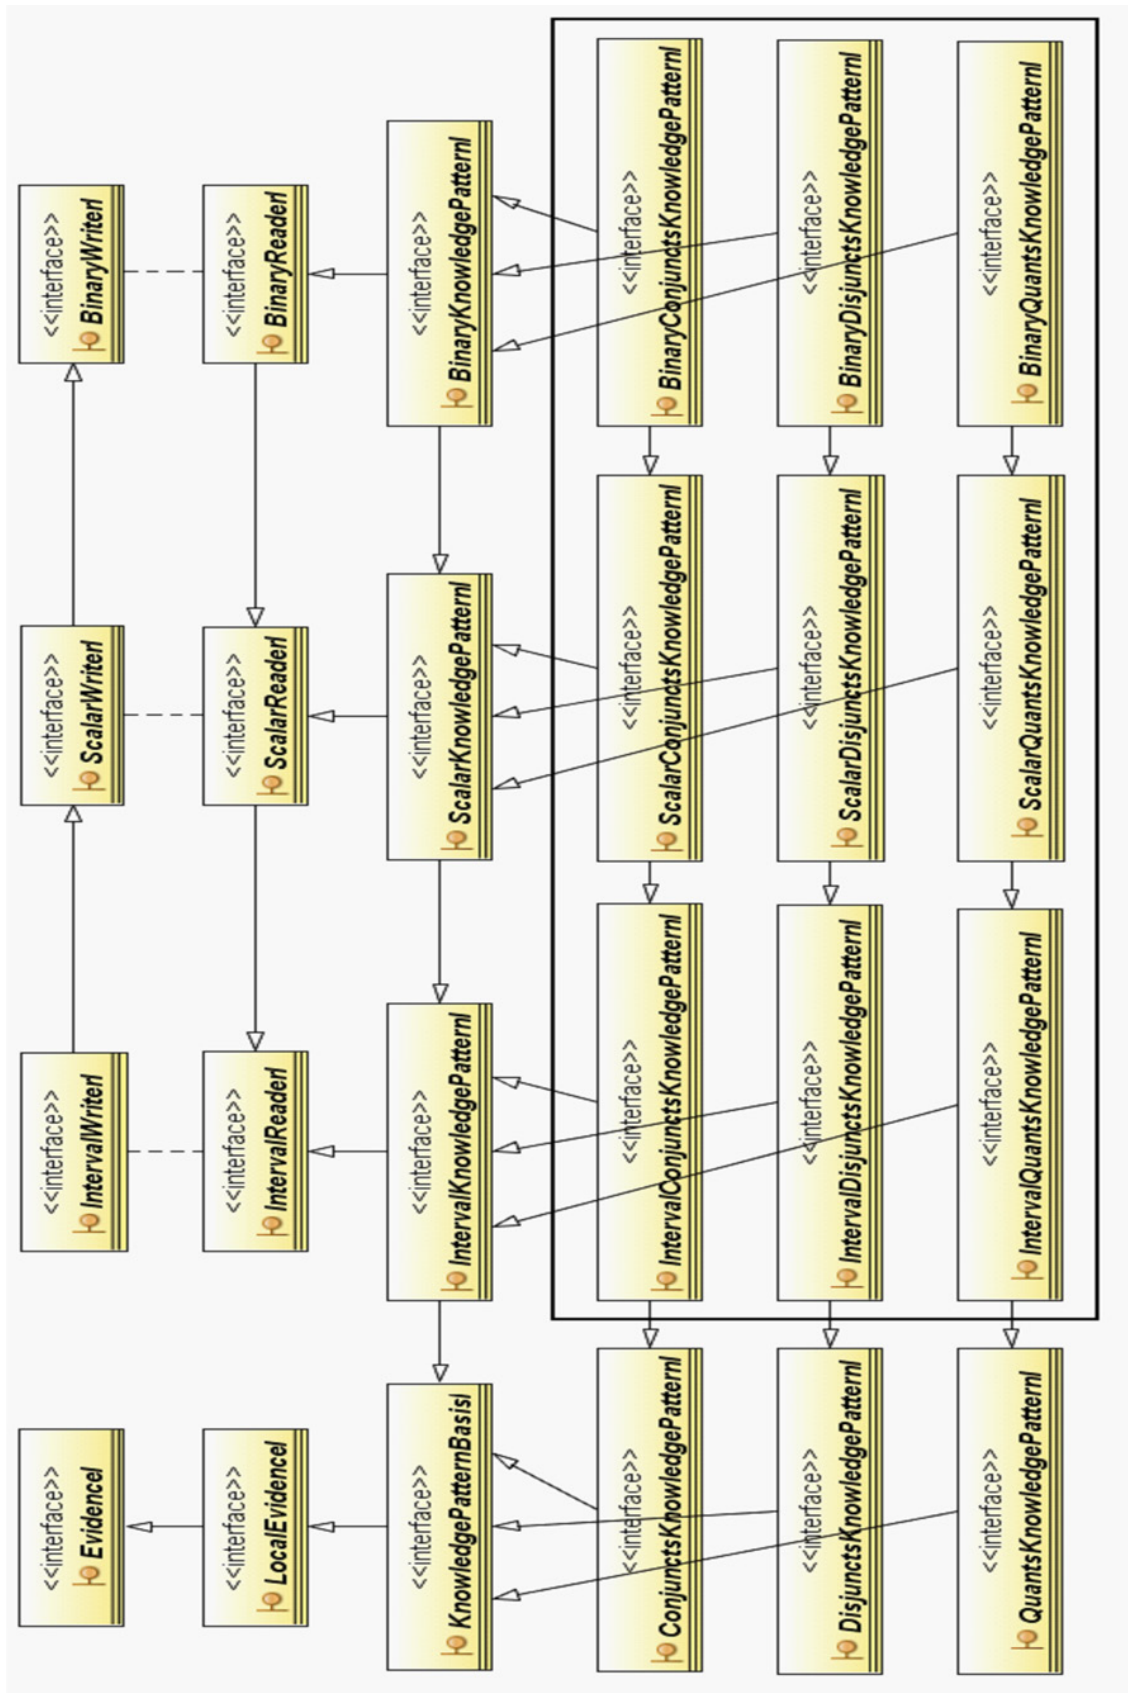 <<interface>>
EvidenceI
<<interface>>
IntervalWriterI
<<interface>>
ScalarWriterI
<<interface>>
BinaryWriterI
<<interface>>
LocalEvidenceI
<<interface>>
IntervalReaderI
<<interface>>
ScalarReaderI
<<interface>>
BinaryReaderI
<<interface>>
KnowledgePatternBasisI
<<interface>>
IntervalKnowledgePatternI
<<interface>>
ScalarKnowledgePatternI
<<interface>>
BinaryKnowledgePatternI
<<interface>>
ConjunctsKnowledgePatternI
<<interface>>
IntervalConjunctsKnowledgePatternI
<<interface>>
ScalarConjunctsKnowledgePatternI
<<interface>>
BinaryConjunctsKnowledgePatternI
<<interface>>
DisjunctsKnowledgePatternI
<<interface>>
IntervalDisjunctsKnowledgePatternI
<<interface>>
ScalarDisjunctsKnowledgePatternI
<<interface>>
BinaryDisjunctsKnowledgePatternI
<<interface>>
QuantsKnowledgePatternI
<<interface>>
IntervalQuantsKnowledgePatternI
<<interface>>
ScalarQuantsKnowledgePatternI
<<interface>>
BinaryQuantsKnowledgePatternI